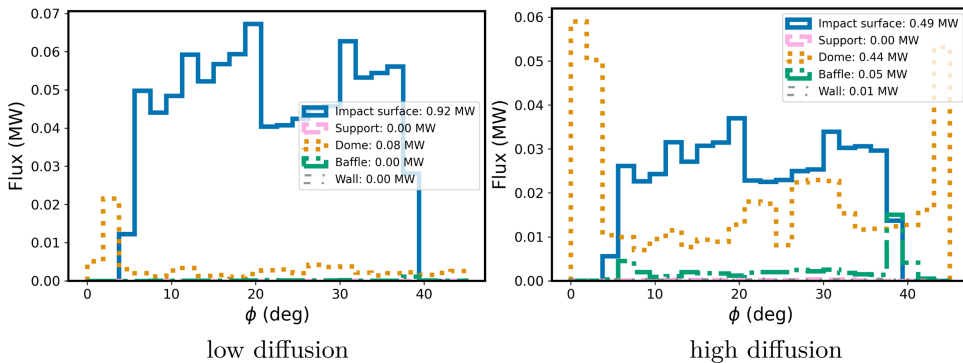 0.07
0.06
0.05
0.04
0.03
0.02
0.01
0.00
Flux (MW)
0 10 20 30 40
ϕ (deg)
Impact surface: 0.92 MW
Support: 0.00 MW
Dome: 0.08 MW
Baffle: 0.00 MW
Wall: 0.00 MW
low diffusion
0.06
0.05
0.04
0.03
0.02
0.01
0.00
Flux (MW)
0 10 20 30 40
ϕ (deg)
Impact surface: 0.49 MW
Support: 0.00 MW
Dome: 0.44 MW
Baffle: 0.05 MW
Wall: 0.01 MW
high diffusion